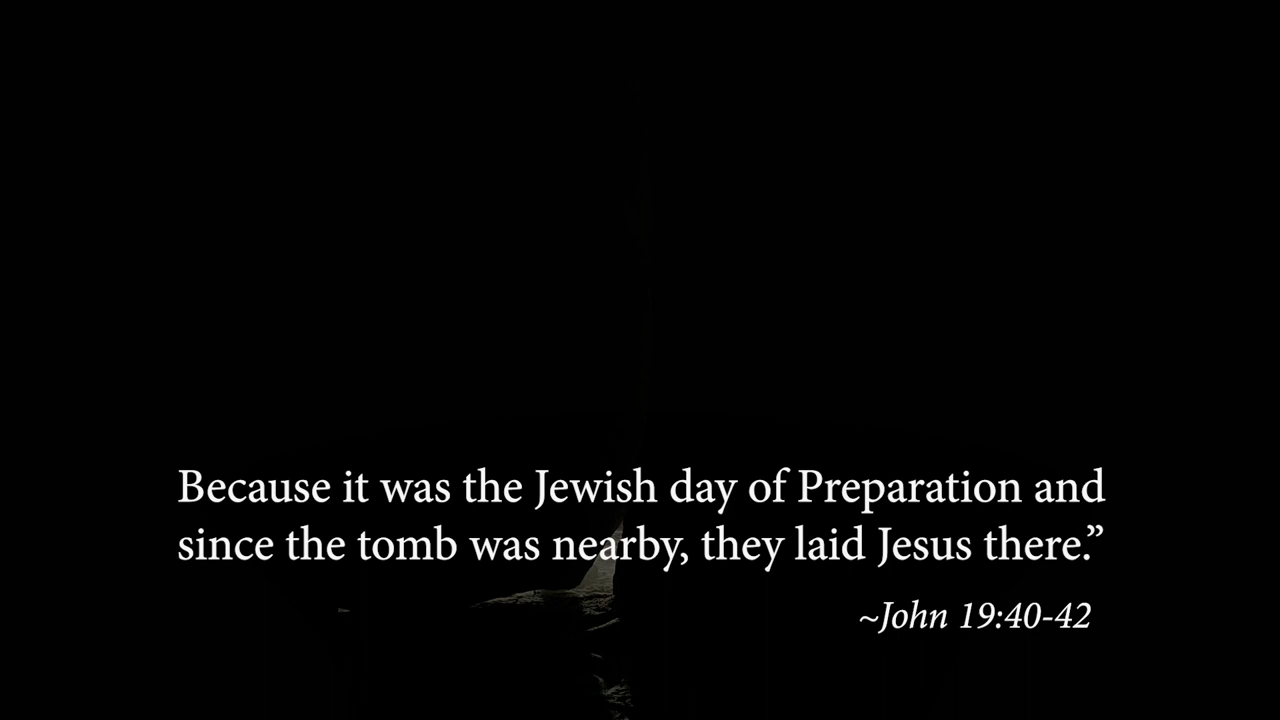 Because it was the Jewish day of Preparation and
since the tomb was nearby, they laid Jesus there.”
~John 19:40-42